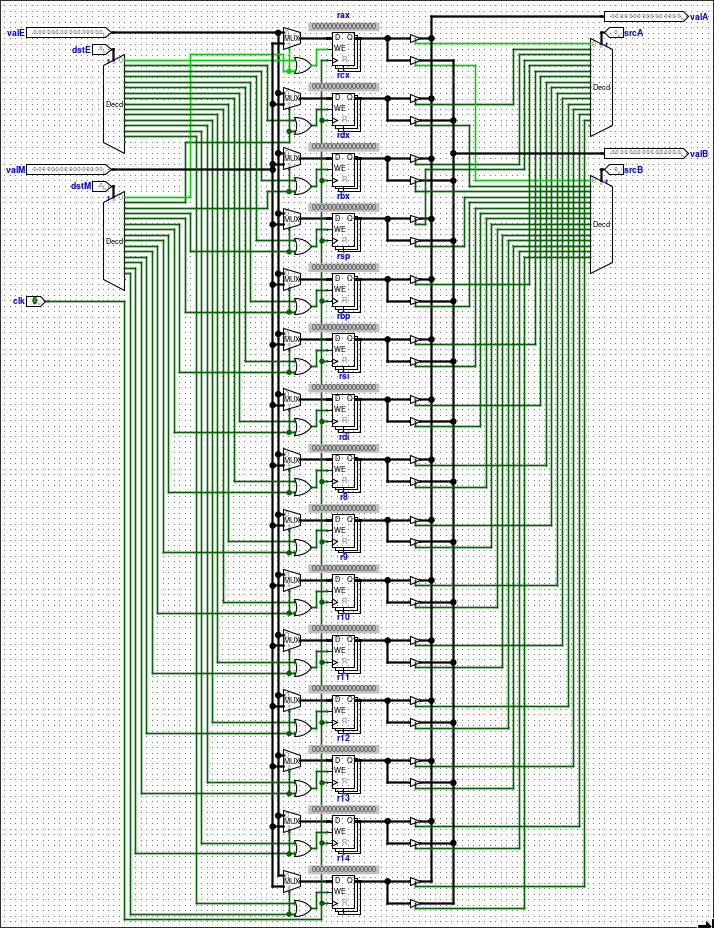 rax
valE
valA
dstE
srcA
MUX
D Q
WE
R
0000000000000000
rcx
Decd
rdx
valM
valB
dstM
srcB
rbx
Decd
Decd
Decd
rsp
clk
rbp
rsi
rdi
r8
r9
r10
r11
r12
r13
r14